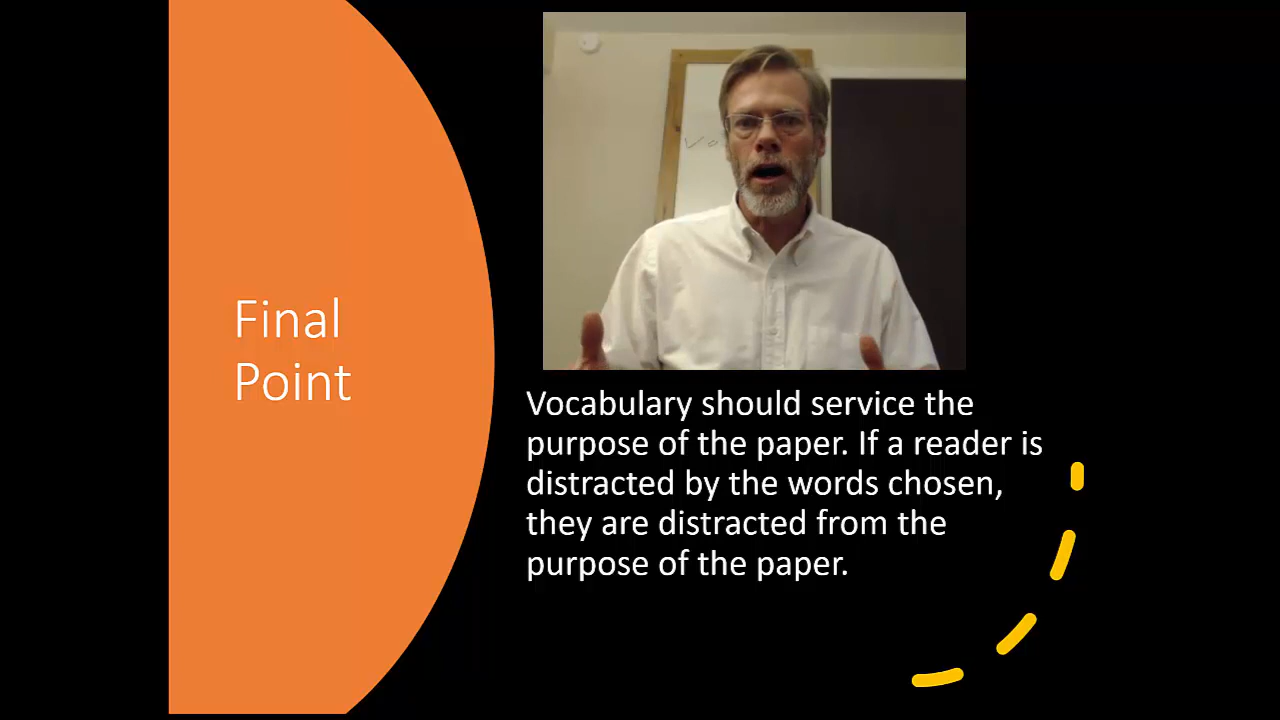 Final
Point
Vocabulary should service the
purpose of the paper. If a reader is
distracted by the words chosen,
they are distracted from the
purpose of the paper.